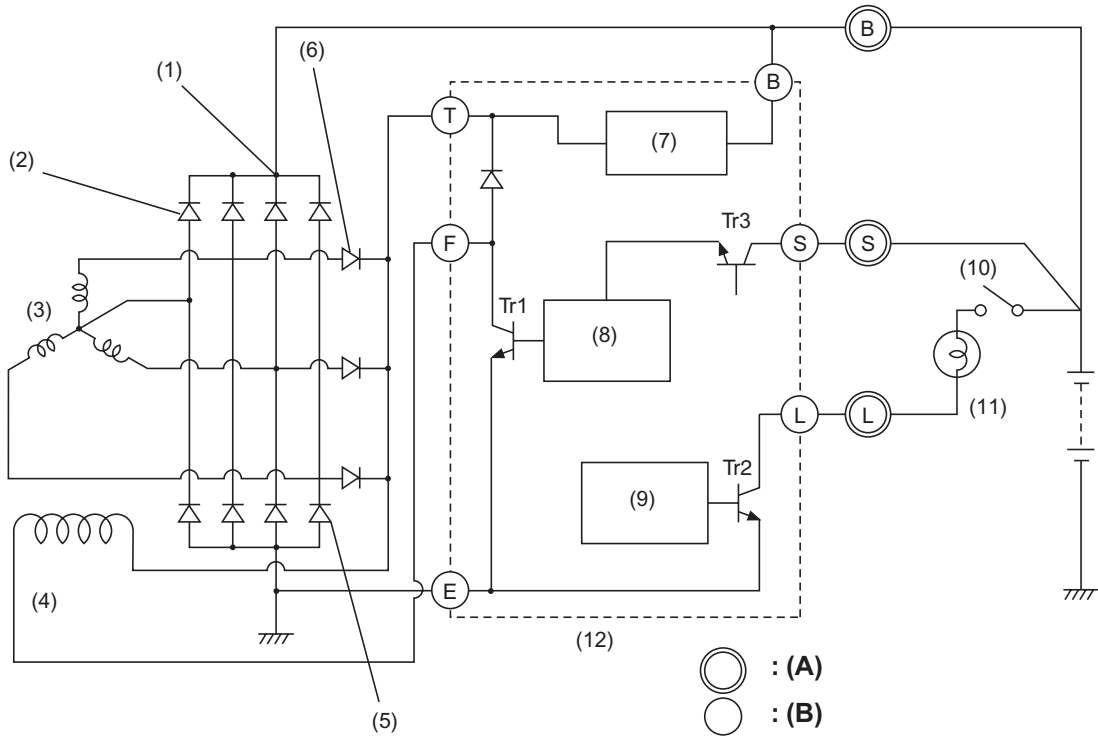 B
(6)
(1)
B
T
(7)
(2)
Tr3
F
S
S
(10)
(3)
Tr1
(8)
(11)
L
L
Tr2
(9)
(4)
E
(12)
: (A)
(5)
: (B)